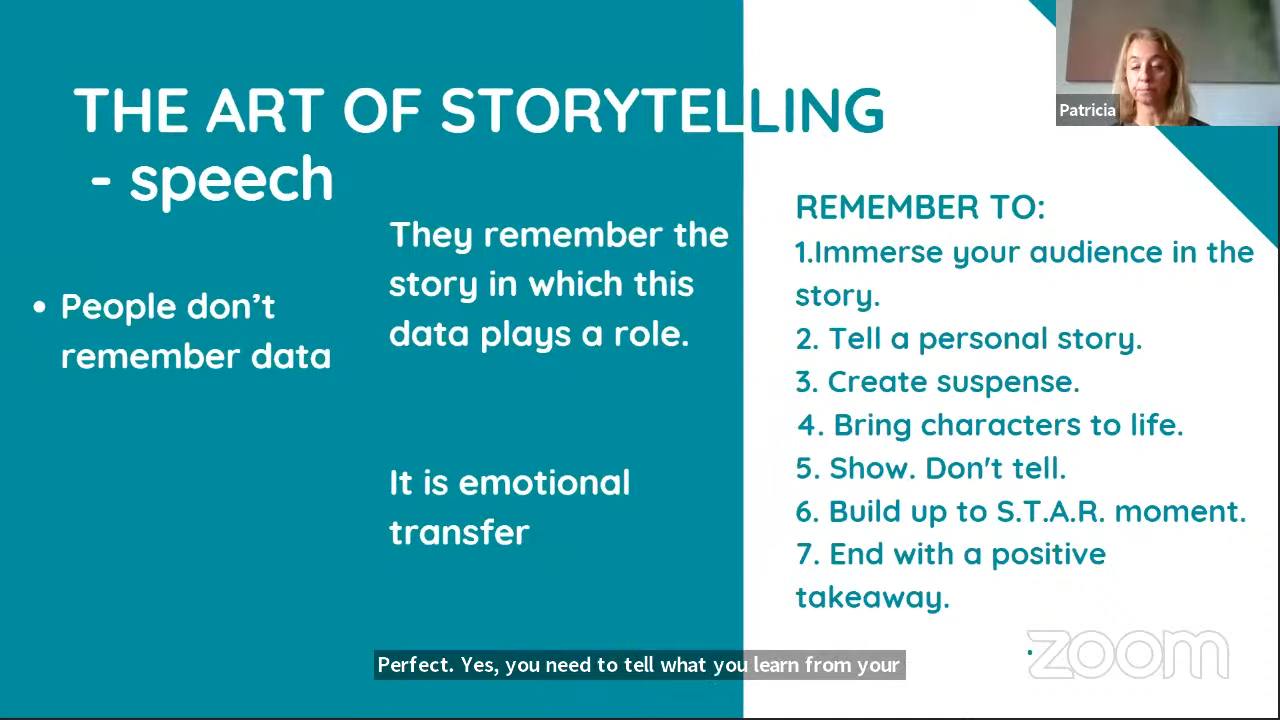 THE ART OF STORYTELLING
- speech
• People don’t
remember data
They remember the
story in which this
data plays a role.
It is emotional
transfer
REMEMBER TO:
1.Immerse your audience in the
story.
2. Tell a personal story.
3. Create suspense.
4. Bring characters to life.
5. Show. Don't tell.
6. Build up to S.T.A.R. moment.
7. End with a positive
takeaway.
Patricia
Perfect. Yes, you need to tell what you learn from your
zoom